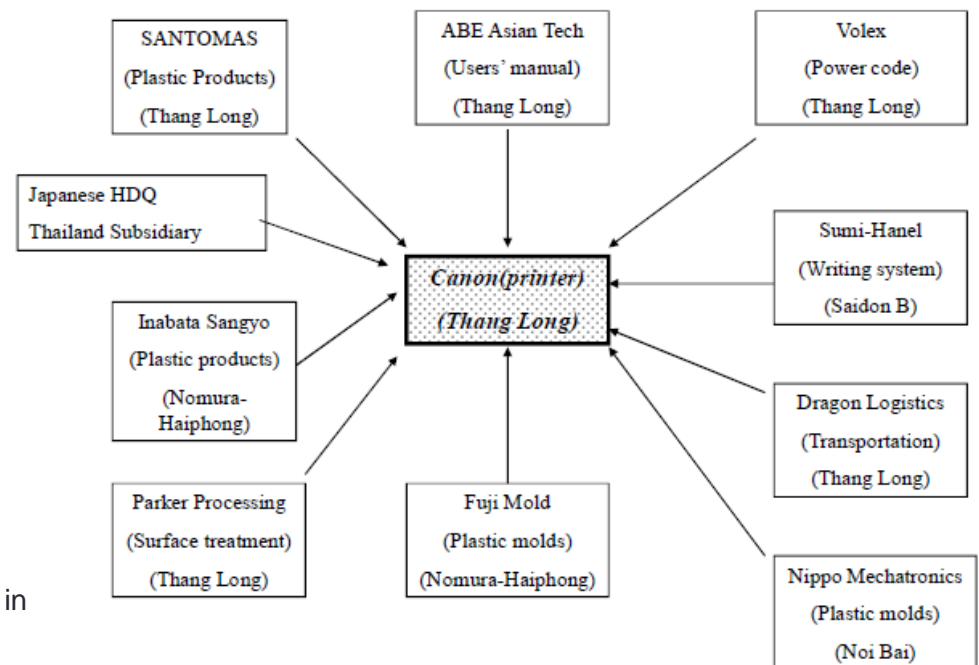 SANTOMAS
(Plastic Products)
(Thang Long)
ABE Asian Tech
(Users' manual)
(Thang Long)
Volex
(Power code)
(Thang Long)
Japanese HDQ
Thailand Subsidiary
Canon(printer)
(Thang Long)
Sumi-Hanel
(Writing system)
(Saidon B)
Inabata Sangyo
(Plastic products)
(Nomura-
Haiphong)
Dragon Logistics
(Transportation)
(Thang Long)
Parker Processing
(Surface treatment)
(Thang Long)
Fuji Mold
(Plastic molds)
(Nomura-Haiphong)
Nippo Mechatronics
(Plastic molds)
(Noi Bai)
in